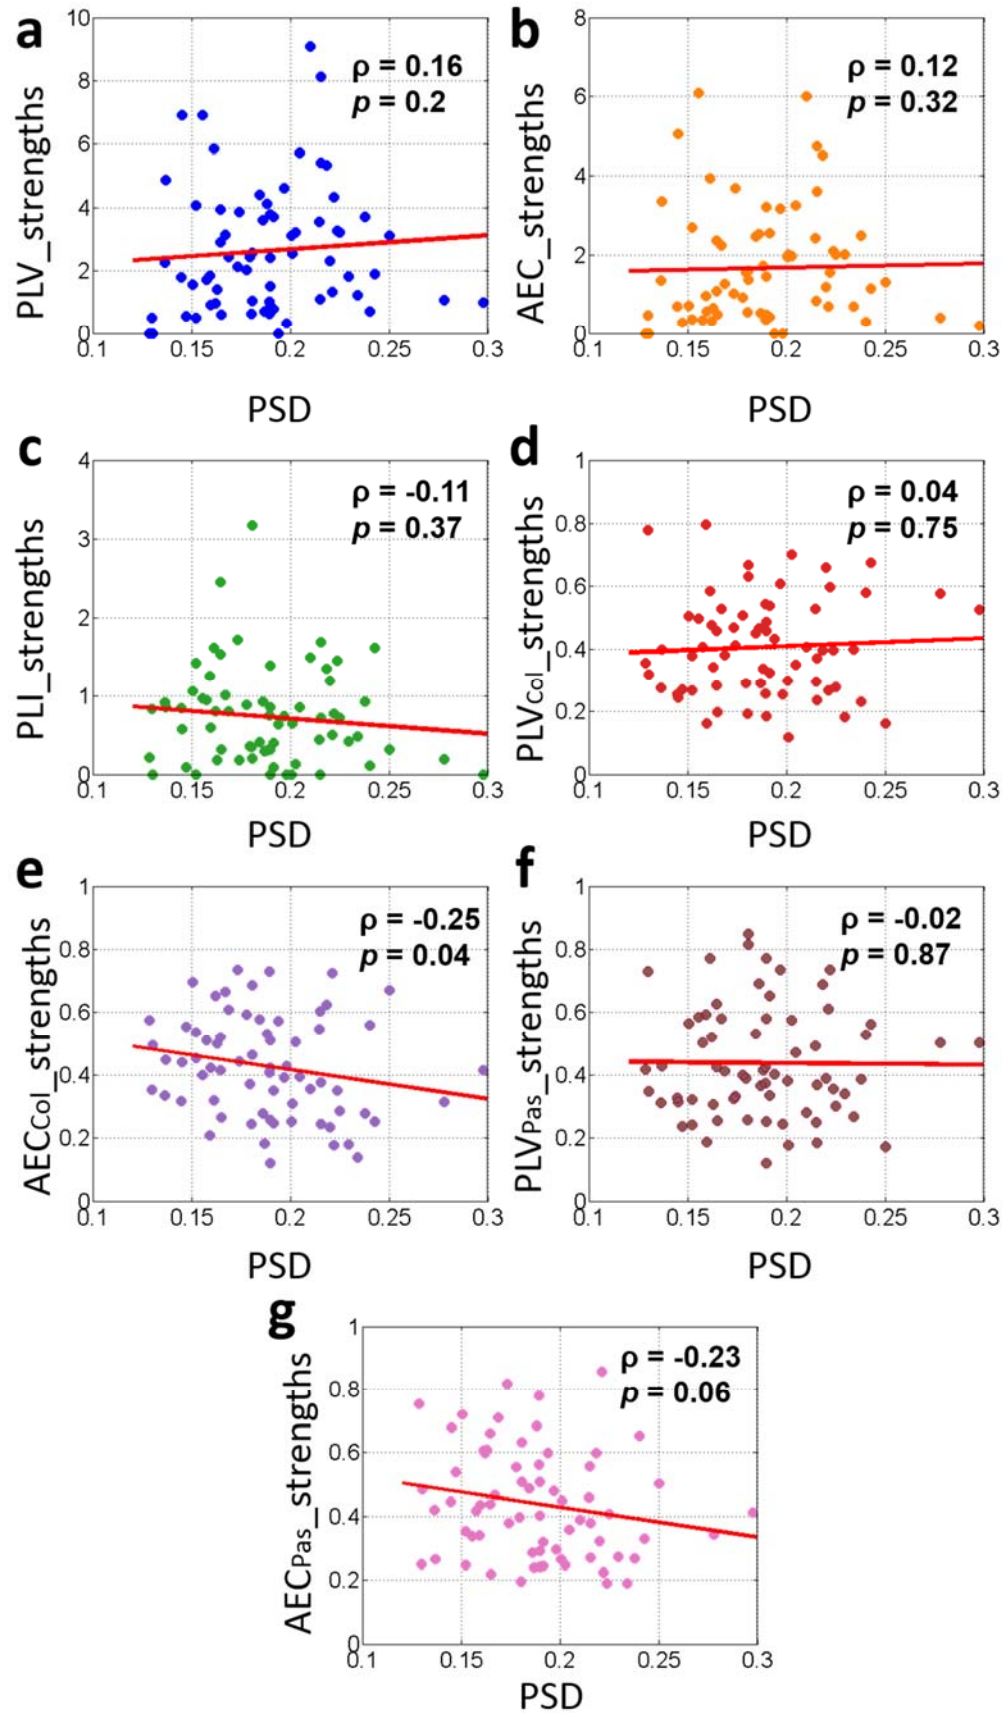 a
10
8
6
4
2
0
PLV_strengths
ρ = 0.16
p = 0.2
0.1 0.15 0.2 0.25 0.3
PSD
b
8
6
4
2
0
AEC_strengths
ρ = 0.12
p = 0.32
0.1 0.15 0.2 0.25 0.3
PSD
c
4
3
2
1
0
PLI_strengths
ρ = -0.11
p = 0.37
0.1 0.15 0.2 0.25 0.3
PSD
d
1
0.8
0.6
0.4
0.2
0
PLVCol_strengths
ρ = 0.04
p = 0.75
0.1 0.15 0.2 0.25 0.3
PSD
e
1
0.8
0.6
0.4
0.2
0
AECCol_strengths
ρ = -0.25
p = 0.04
0.1 0.15 0.2 0.25 0.3
PSD
f
1
0.8
0.6
0.4
0.2
0
PLVPas_strengths
ρ = -0.02
p = 0.87
0.1 0.15 0.2 0.25 0.3
PSD
g
1
0.8
0.6
0.4
0.2
0
AECPas_strengths
ρ = -0.23
p = 0.06
0.1 0.15 0.2 0.25 0.3
PSD